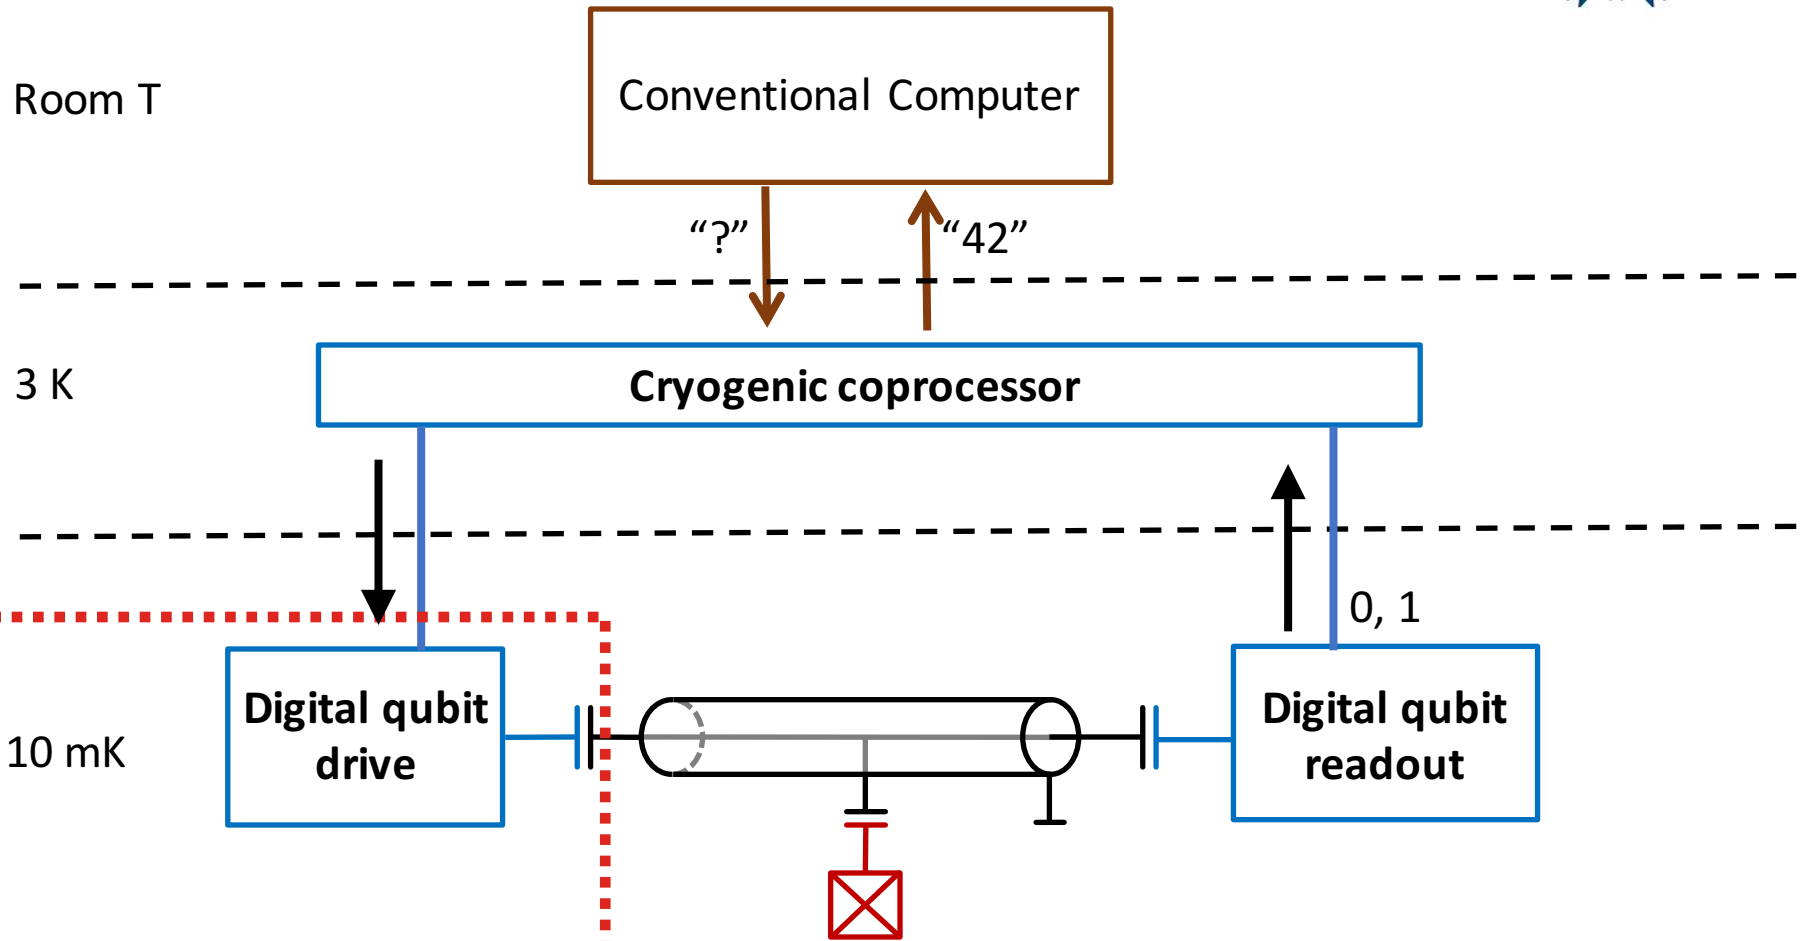 Room T
Conventional Computer
“?”
“42”
3 K
Cryogenic coprocessor
0, 1
Digital qubit
drive
Digital qubit
readout
10 mK